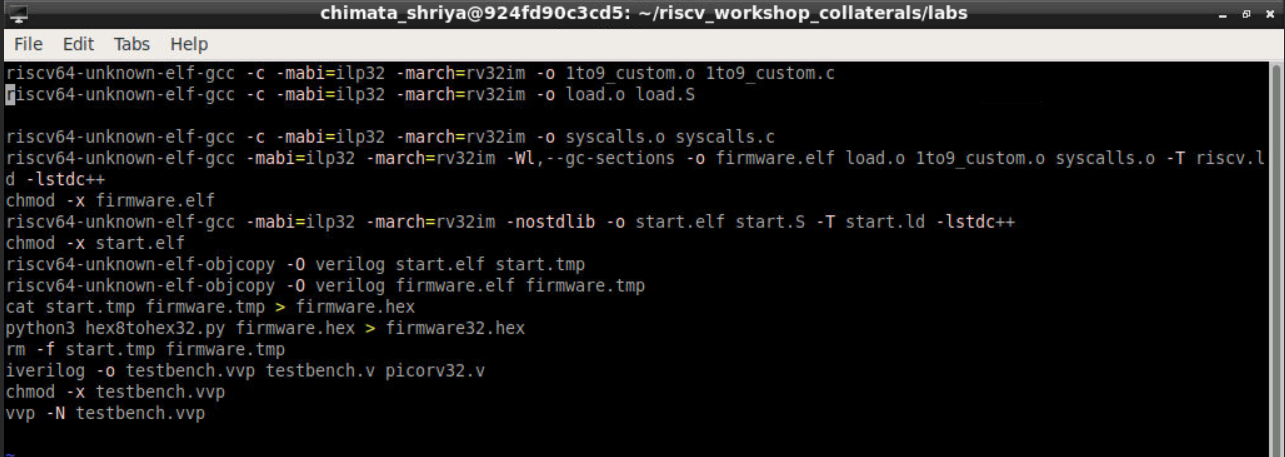 chimata_shriya@924fd90c3cd5: ~/riscv_workshop_collaterals/labs
File Edit Tabs Help
riscv64-unknown-elf-gcc -c -mabi=ilp32 -march=rv32im -o 1to9_custom.o 1to9_custom.c
riscv64-unknown-elf-gcc -c -mabi=ilp32 -march=rv32im -o load.o load.S
riscv64-unknown-elf-gcc -c -mabi=ilp32 -march=rv32im -o syscalls.o syscalls.c
riscv64-unknown-elf-gcc -mabi=ilp32 -march=rv32im -Wl,--gc-sections -o firmware.elf load.o 1to9_custom.o syscalls.o -T riscv.l
d -lstdc++
chmod -x firmware.elf
riscv64-unknown-elf-gcc -mabi=ilp32 -march=rv32im -nostdlib -o start.elf start.S -T start.ld -lstdc++
chmod -x start.elf
riscv64-unknown-elf-objcopy -O verilog start.elf start.tmp
riscv64-unknown-elf-objcopy -O verilog firmware.elf firmware.tmp
cat start.tmp firmware.tmp > firmware.hex
python3 hex8tohex32.py firmware.hex > firmware32.hex
rm -f start.tmp firmware.tmp
iverilog -o testbench.vvp testbench.v picorv32.v
chmod -x testbench.vvp
vvp -N testbench.vvp
~